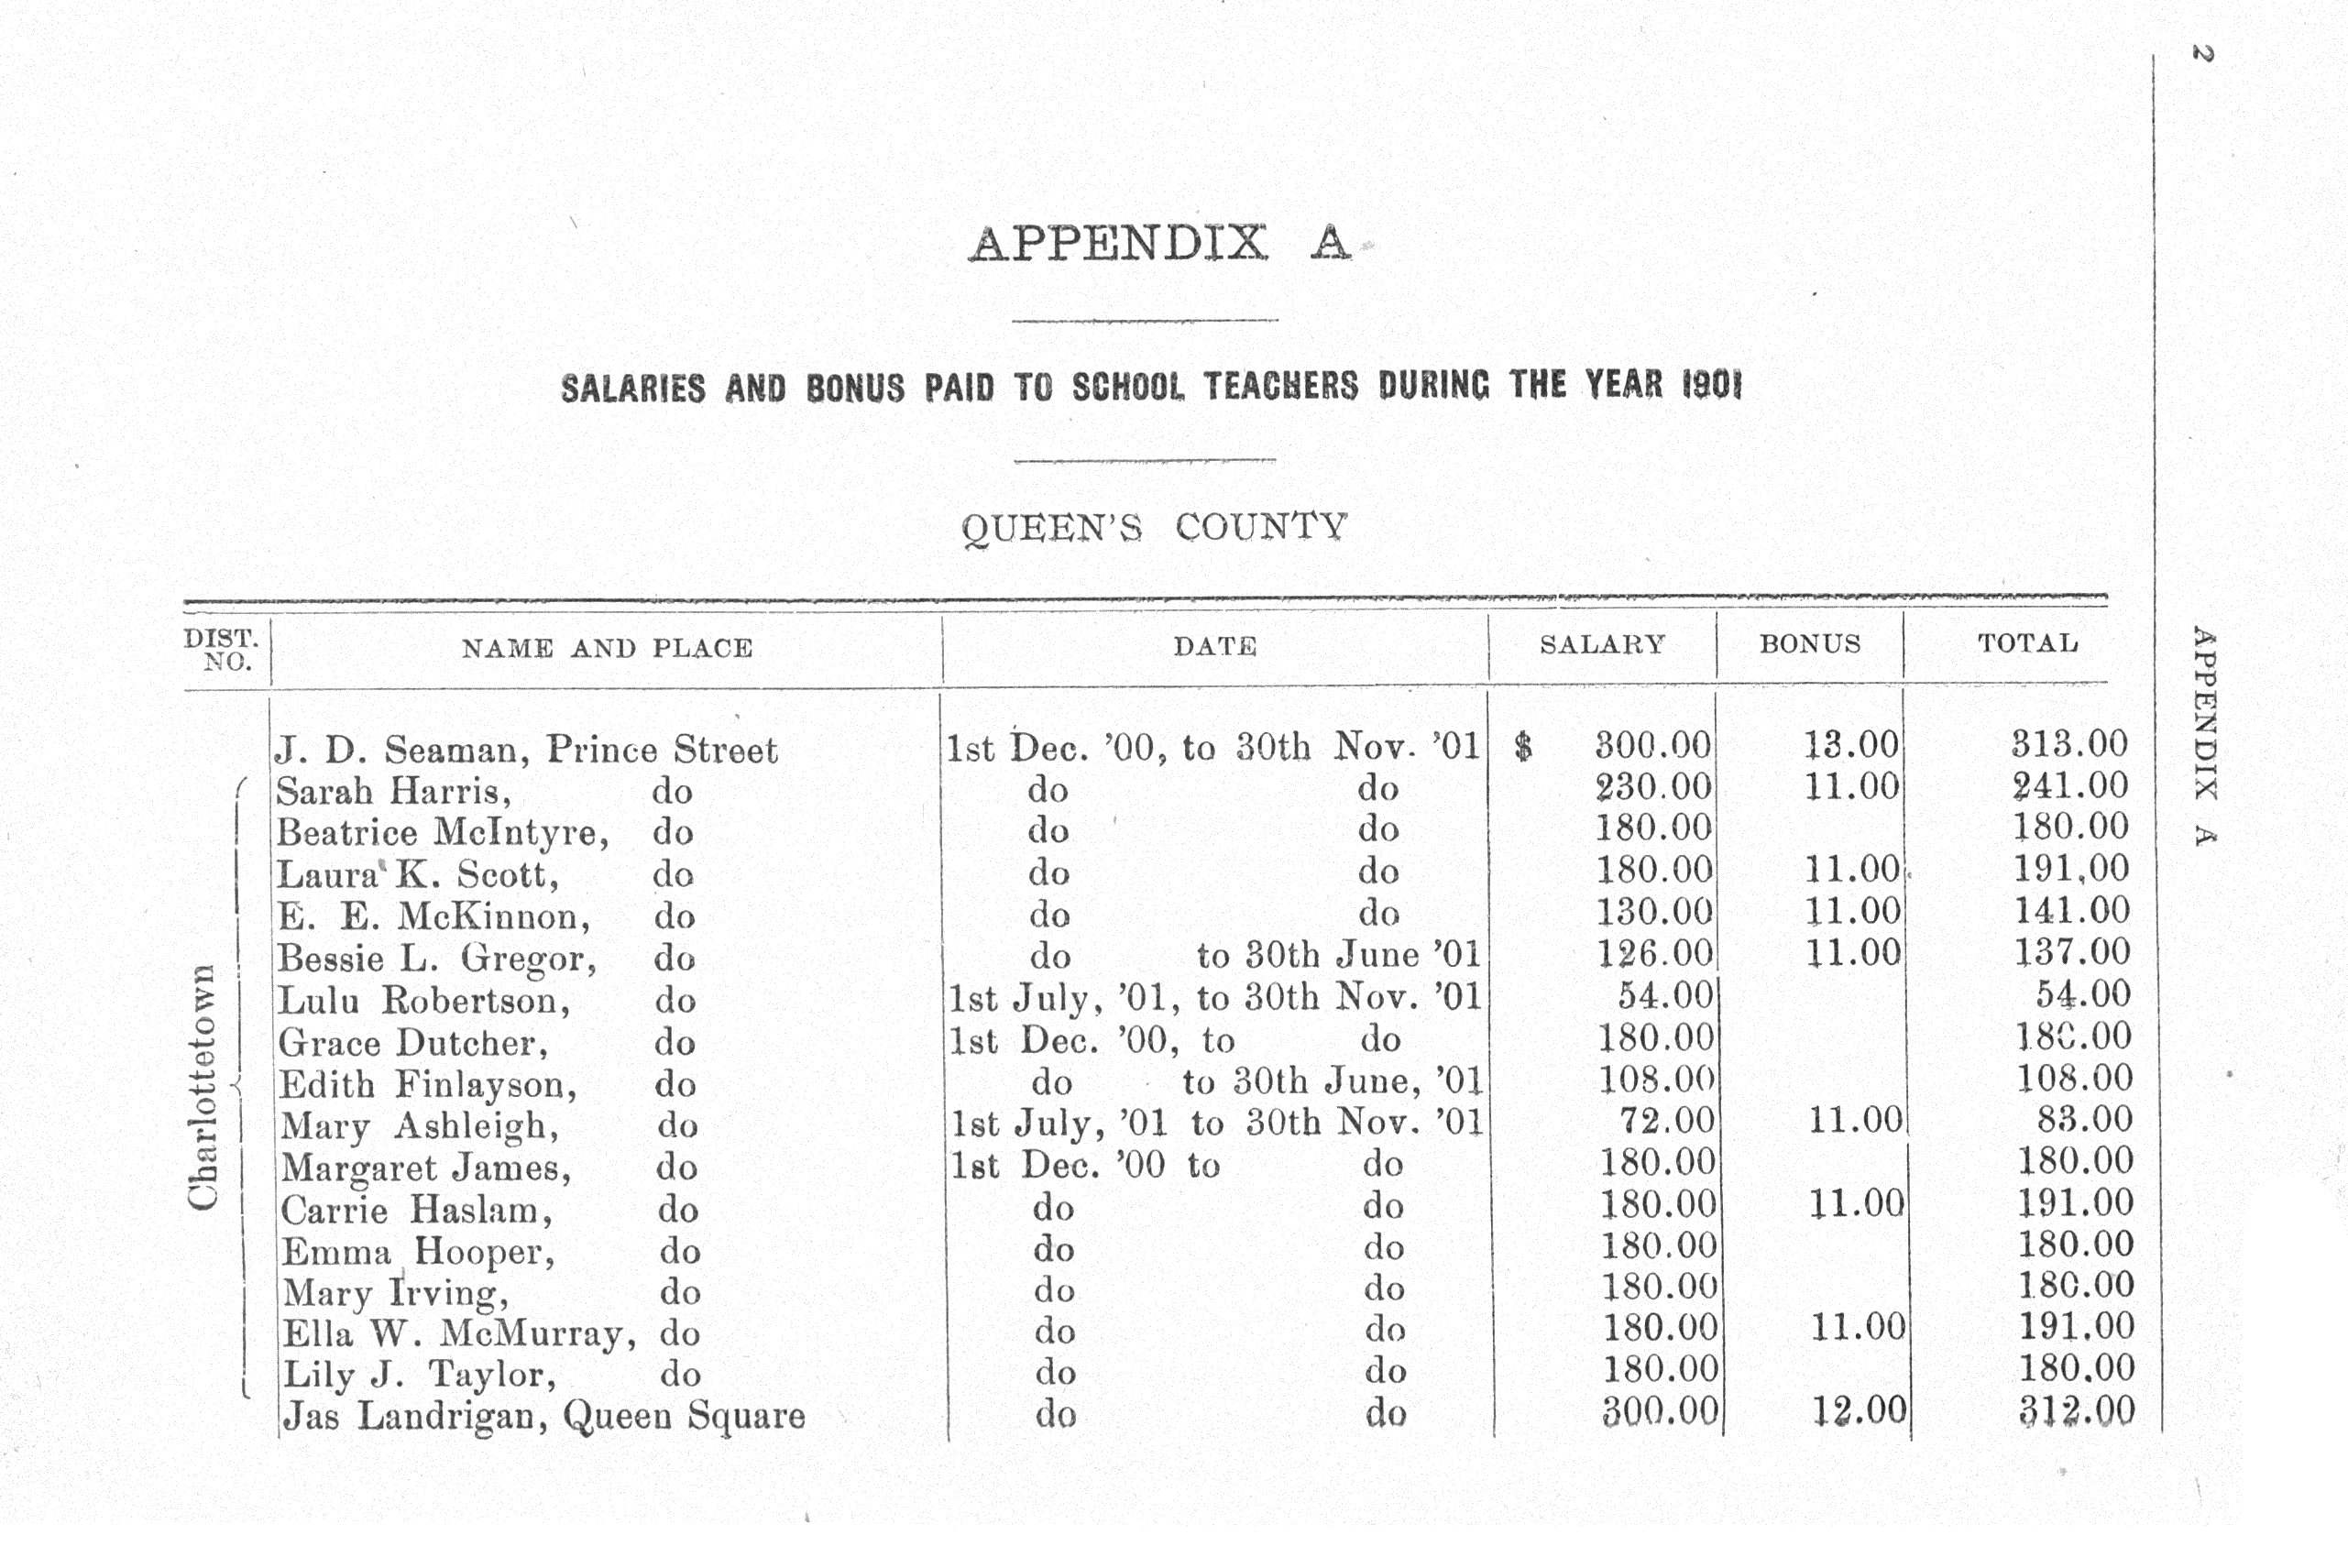 2
APPENDIX A
APPENDIX A
SALARIES AND BONUS PAID TO SCHOOL TEACHERS DURING THE YEAR 1901
QUEEN'S COUNTY
DIST. NO. NAME AND PLACE DATE SALARY BONUS TOTAL
Charlottetown
J. D. Seaman, Prince Street 1st Dec. '00, to 30th Nov. '01 $ 300.00 13.00 313.00
Sarah Harris, do do do 230.00 11.00 241.00
Beatrice McIntyre, do do do 180.00 180.00
Laura K. Scott, do do do 180.00 11.00 191,00
E. E. McKinnon, do do do 130.00 11.00 141.00
Bessie L. Gregor, do do to 30th June '01 126.00 11.00 137.00
Lulu Robertson, do 1st July, '01, to 30th Nov. '01 54.00 54.00
Grace Dutcher, do 1st Dec. '00, to do 180.00 180.00
Edith Finlayson, do do to 30th June, '01 108.00 108.00
Mary Ashleigh, do 1st July, '01 to 30th Nov. '01 72.00 11.00 83.00
Margaret James, do 1st Dec. '00 to do 180.00 180.00
Carrie Haslam, do do do 180.00 11.00 191.00
Emma Hooper, do do do 180.00 180.00
Mary Irving, do do do 180.00 180.00
Ella W. McMurray, do do do 180.00 11.00 191.00
Lily J. Taylor, do do do 180.00 180.00
Jas Landrigan, Queen Square do do 300.00 12.00 312.00